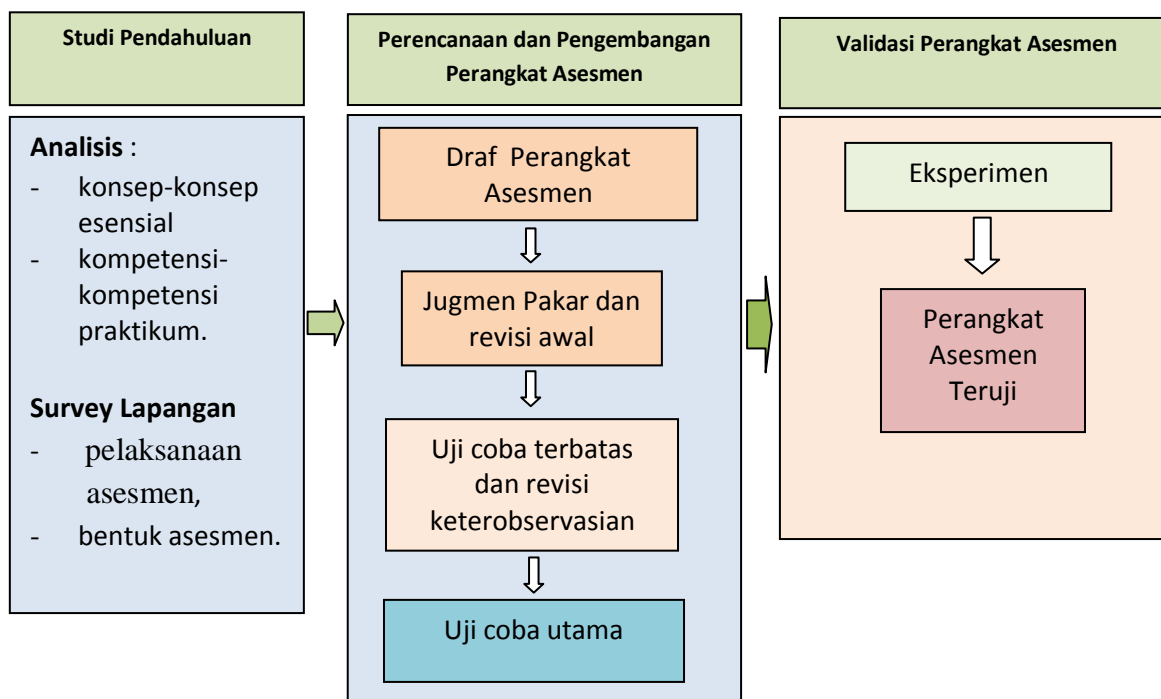 Studi Pendahuluan
Analisis :
- konsep-konsep
esensial
- kompetensi-
kompetensi
praktikum.
Survey Lapangan
- pelaksanaan
asesmen,
- bentuk asesmen.
Perencanaan dan Pengembangan
Perangkat Asesmen
Draf Perangkat
Asesmen
Jugmen Pakar dan
revisi awal
Uji coba terbatas
dan revisi
keterobservasian
Uji coba utama
Validasi Perangkat Asesmen
Eksperimen
Perangkat
Asesmen
Teruji